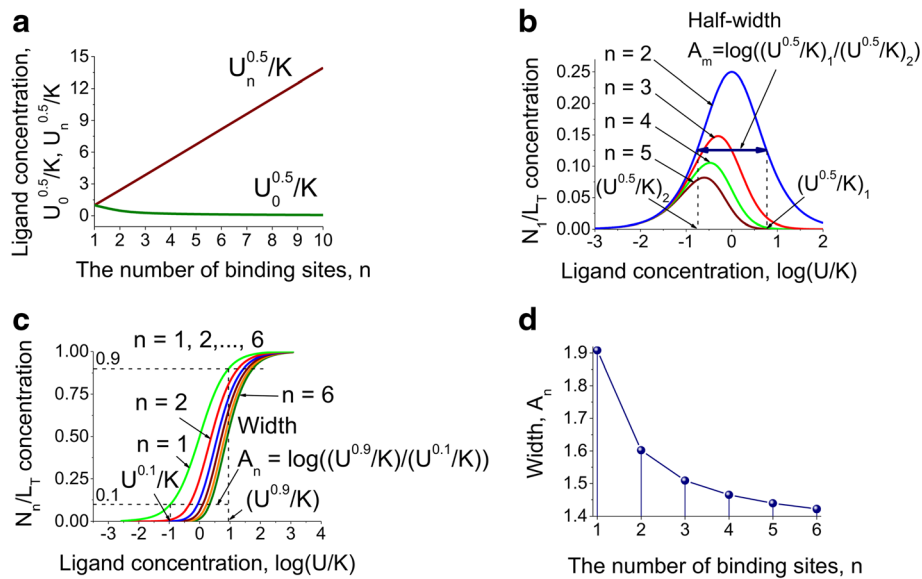 a
Ligand concentration,
U₀^0.5/K, Uₙ^0.5/K
15
12
9
6
3
0
Uₙ^0.5/K
U₀^0.5/K
1 2 3 4 5 6 7 8 9 10
The number of binding sites, n
b
Half-width
Aₘ=log((U^0.5/K)₁/(U^0.5/K)₂)
n = 2
n = 3
n = 4
n = 5
(U^0.5/K)₂
(U^0.5/K)₁
N₁/L_T concentration
0.25
0.20
0.15
0.10
0.05
0.00
-3 -2 -1 0 1 2
Ligand concentration, log(U/K)
c
n = 1, 2,..., 6
Nₙ/L_T concentration
1.00
0.75
0.50
0.25
0.00
0.9
0.1
n = 2
n = 1
n = 6
Width
Aₙ = log((U^0.9/K)/(U^0.1/K))
U^0.1/K
(U^0.9/K)
-3 -2 -1 0 1 2 3 4
Ligand concentration, log(U/K)
d
Width, Aₙ
1.9
1.8
1.7
1.6
1.5
1.4
1 2 3 4 5 6
The number of binding sites, n